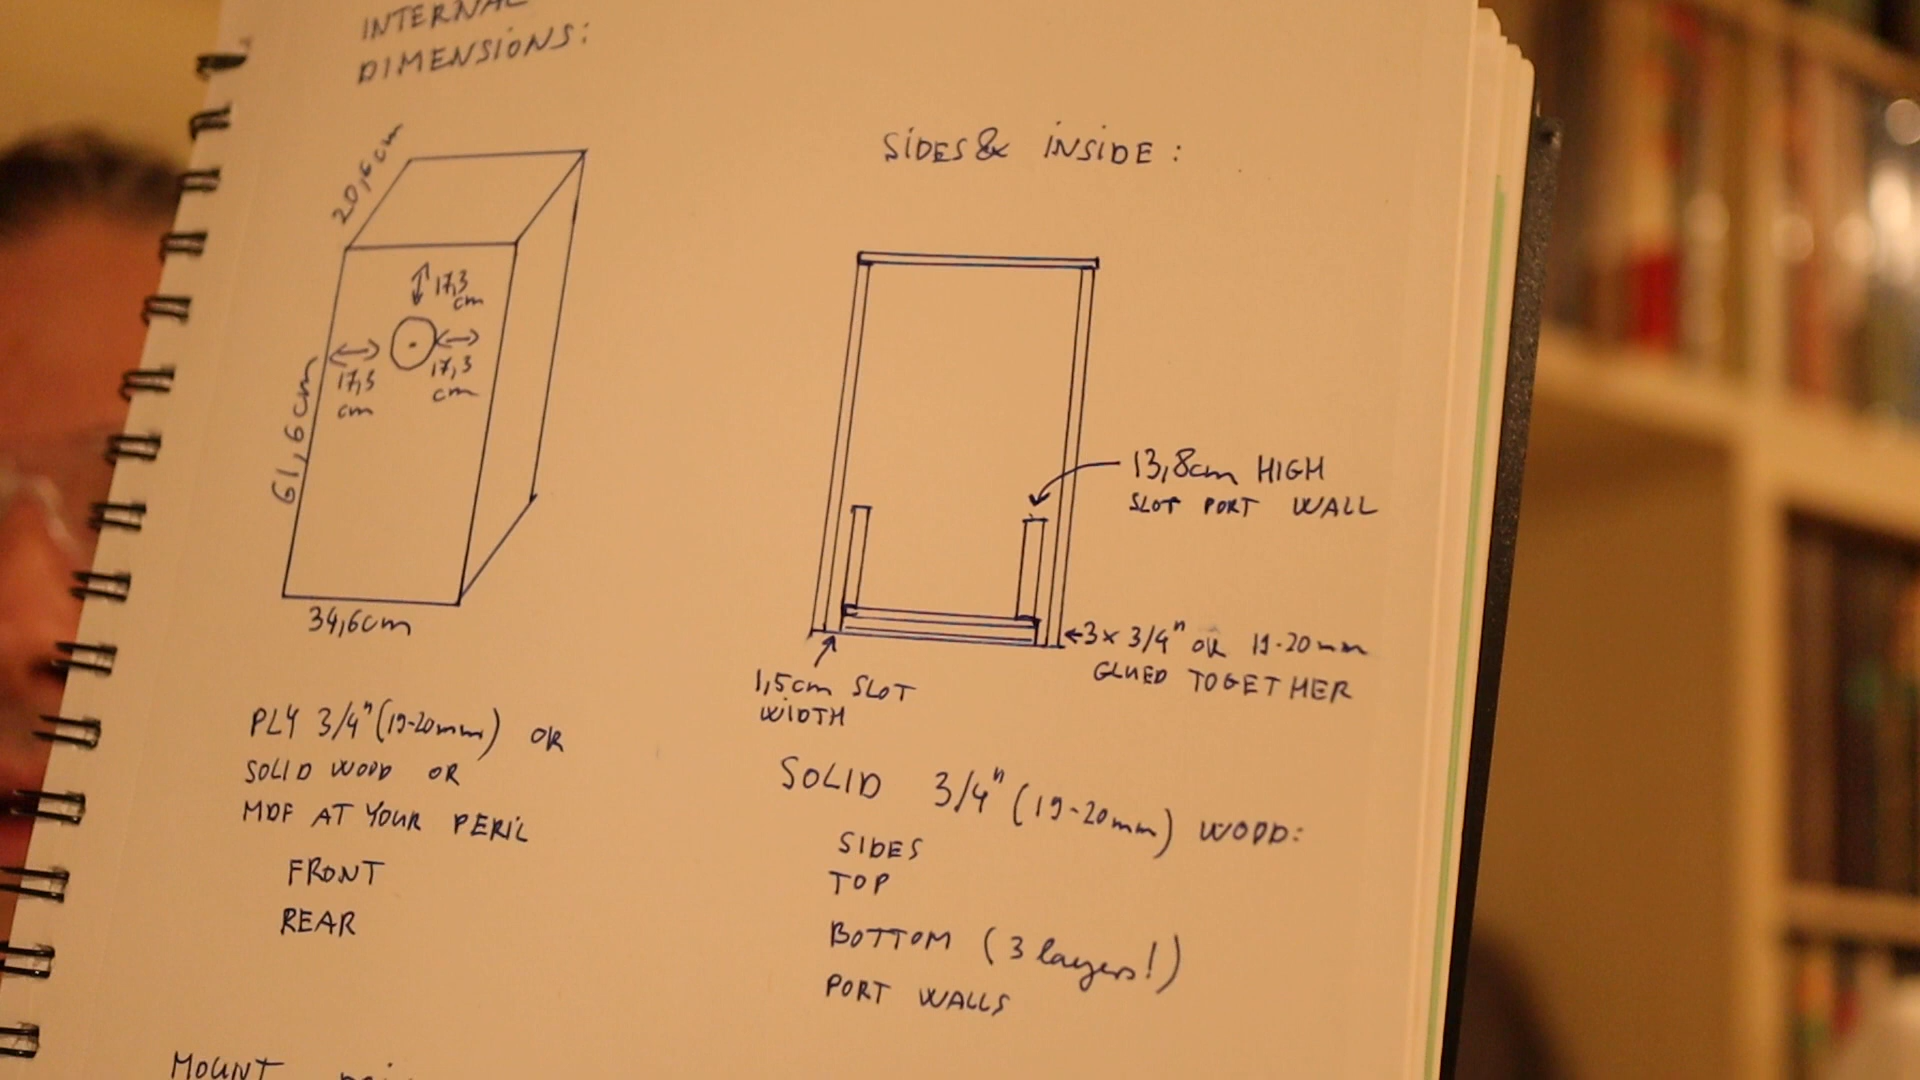 INTERNAL
DIMENSIONS:
20,6cm
17,3
cm
17,3
cm
17,3
cm
61,6cm
34,6cm
PLY 3/4" (19-20mm) OR
SOLID WOOD OR
MDF AT YOUR PERIL
FRONT
REAR
MOUNT
SIDES & INSIDE:
13,8cm HIGH
SLOT PORT WALL
←3x 3/4" OR 19-20mm
GLUED TOGETHER
1,5cm SLOT
WIDTH
SOLID 3/4" (19-20mm) WOOD:
SIDES
TOP
BOTTOM (3 layers!)
PORT WALLS